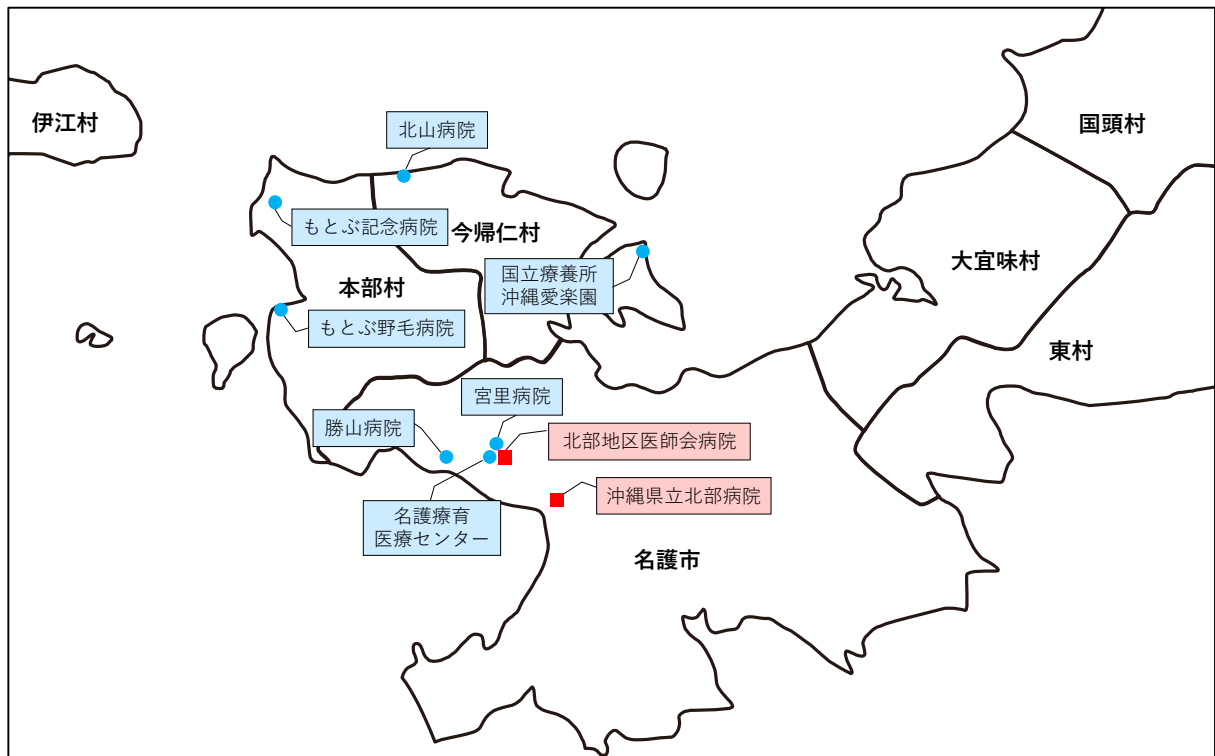 伊江村
北山病院
国頭村
もとぶ記念病院
今帰仁村
国立療養所
沖縄愛楽園
大宜味村
本部村
もとぶ野毛病院
東村
宮里病院
勝山病院
北部地区医師会病院
沖縄県立北部病院
名護療育
医療センター
名護市